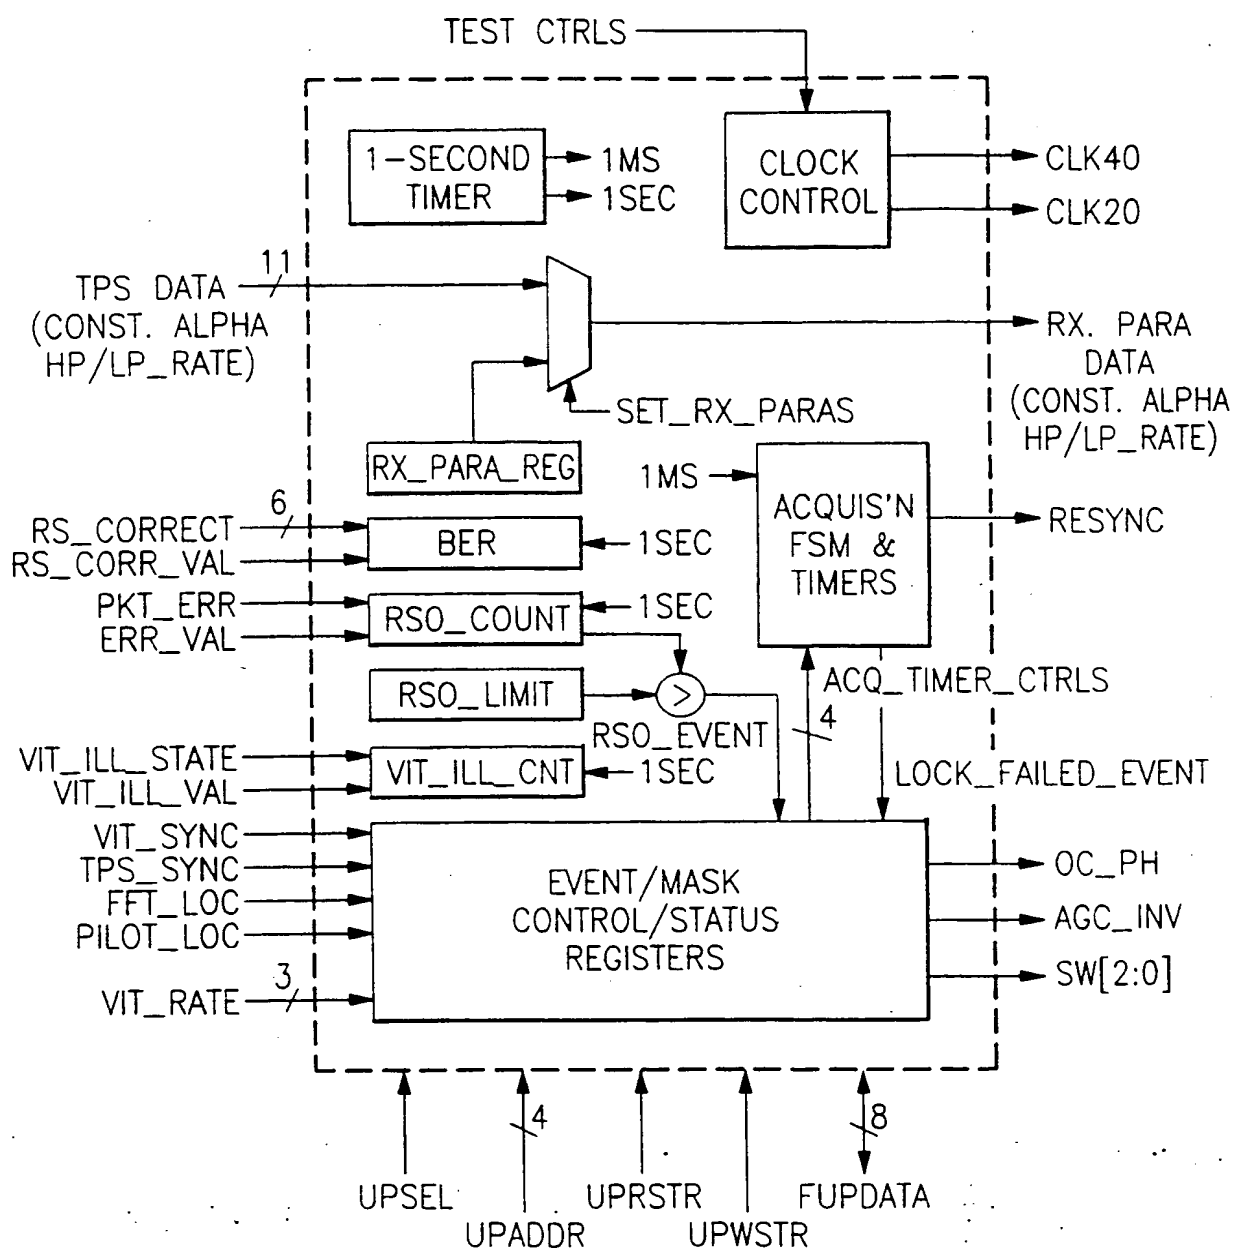 TEST CTRLS
1-SECOND
TIMER
1MS
1SEC
CLOCK
CONTROL
CLK40
CLK20
11
TPS DATA
(CONST. ALPHA
HP/LP_RATE)
RX. PARA
DATA
(CONST. ALPHA
HP/LP_RATE)
SET_RX_PARAS
RX_PARA_REG
1MS
ACQUIS'N
FSM &
TIMERS
RESYNC
6
RS_CORRECT
RS_CORR_VAL
BER
1SEC
PKT_ERR
ERR_VAL
RSO_COUNT
1SEC
RSO_LIMIT
>
RSO_EVENT
ACQ_TIMER_CTRLS
4
LOCK_FAILED_EVENT
VIT_ILL_STATE
VIT_ILL_VAL
VIT_ILL_CNT
1SEC
VIT_SYNC
TPS_SYNC
FFT_LOC
PILOT_LOC
3
VIT_RATE
EVENT/MASK
CONTROL/STATUS
REGISTERS
OC_PH
AGC_INV
SW[2:0]
4
8
UPSEL
UPADDR
UPRSTR
UPWSTR
FUPDATA